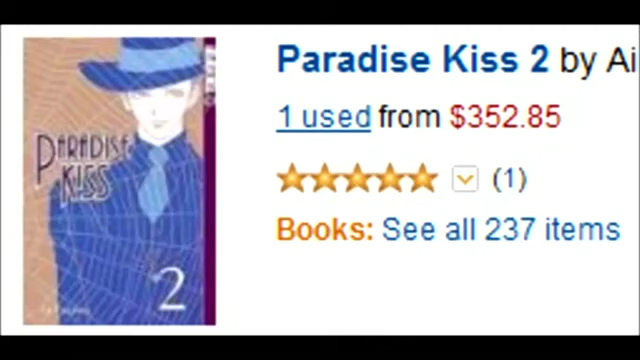 PARADISE
KISS
2
Paradise Kiss 2 by Ai
1 used from $352.85
(1)
Books: See all 237 items